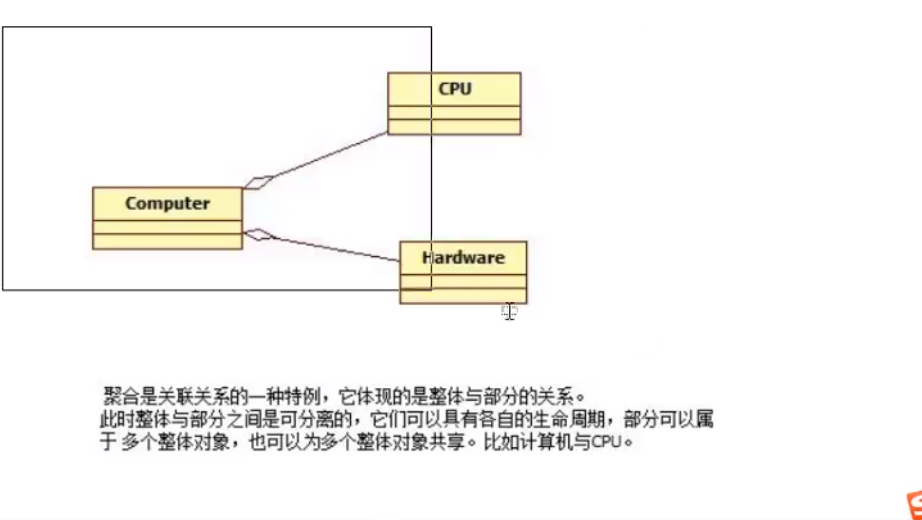 CPU
Computer
Hardware
聚合是关联关系的一种特例，它体现的是整体与部分的关系。
此时整体与部分之间是可分离的，它们可以具有各自的生命周期，部分可以属
于 多个整体对象，也可以为多个整体对象共享。比如计算机与CPU。